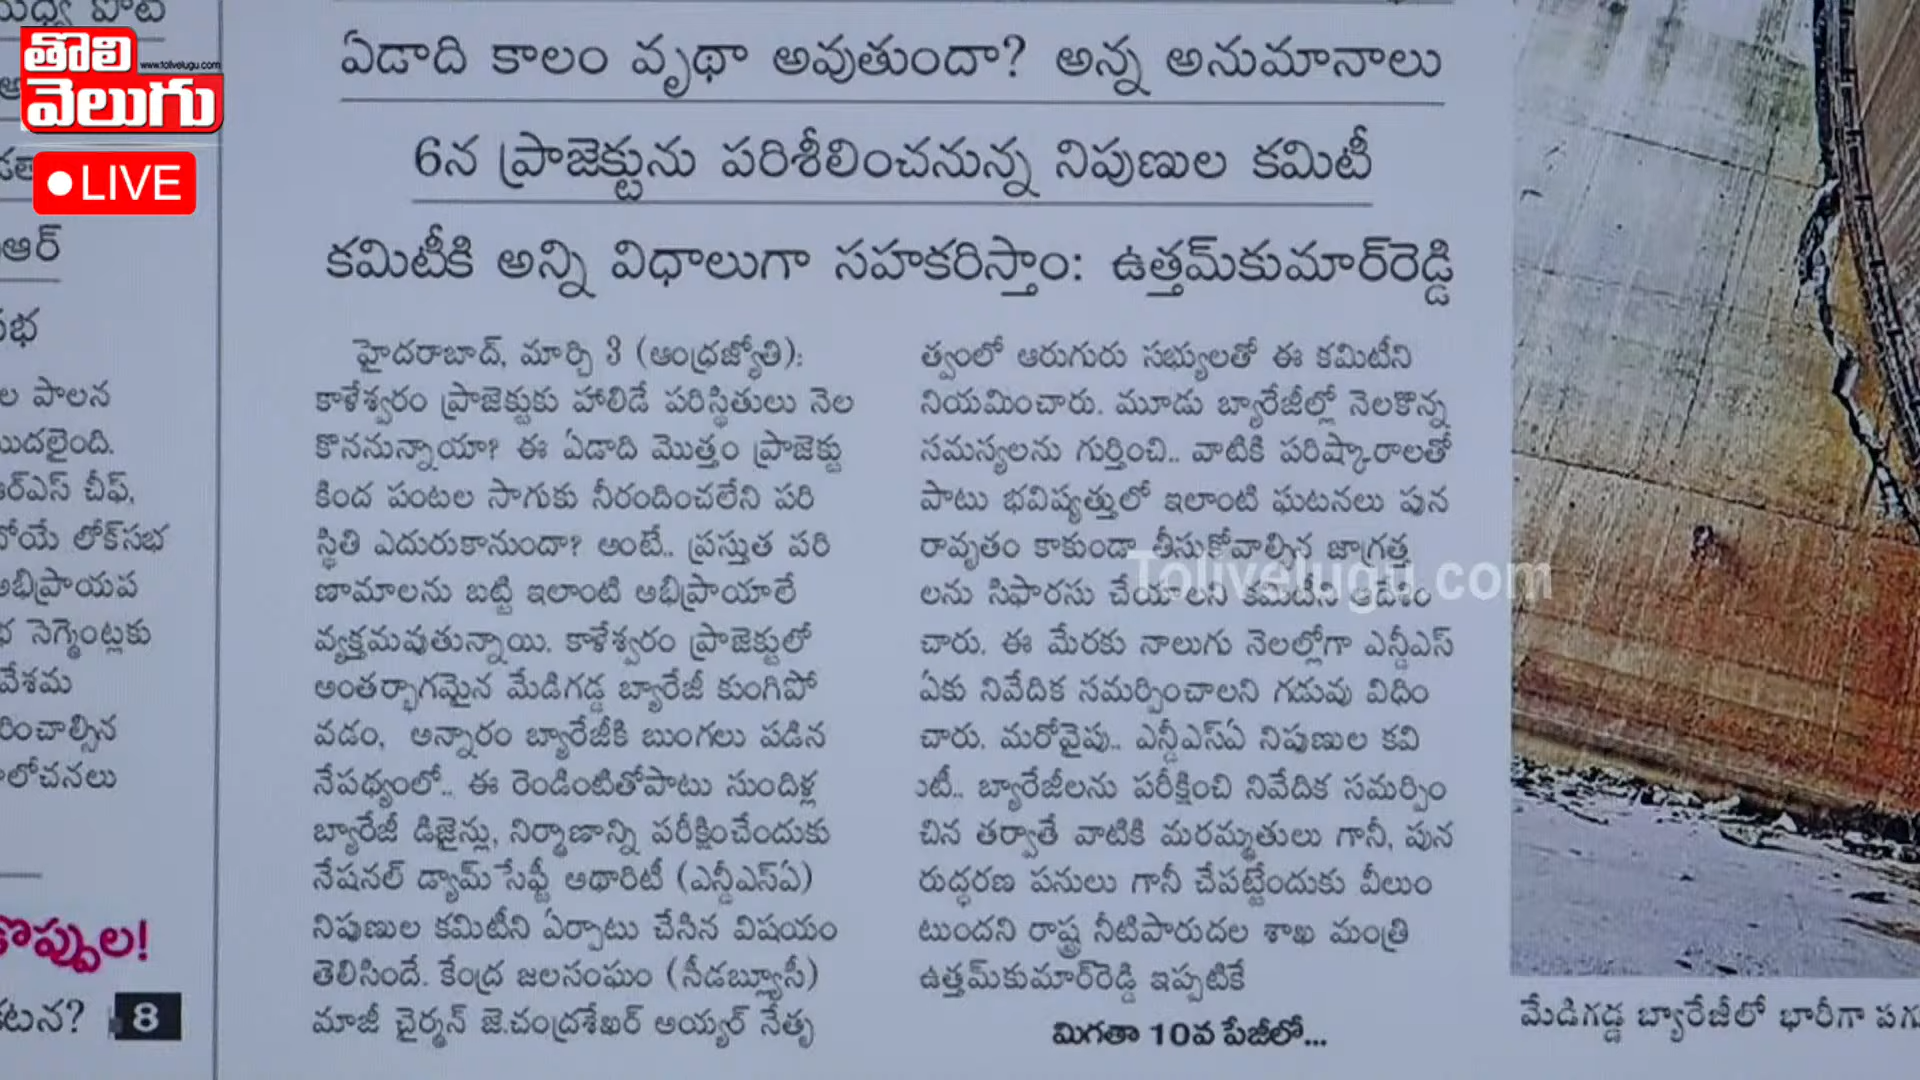 తొలి
www.tolivelugu.com
వెలుగు
LIVE
ఏడాది కాలం వృథా అవుతుందా? అన్న అనుమానాలు
6న ప్రాజెక్టును పరిశీలించనున్న నిపుణుల కమిటీ
కమిటీకి అన్ని విధాలుగా సహకరిస్తాం: ఉత్తమ్‌కుమార్‌రెడ్డి
హైదరాబాద్, మార్చి 3 (ఆంధ్రజ్యోతి):
కాళేశ్వరం ప్రాజెక్టుకు హాలిడే పరిస్థితులు నెల
కొననున్నాయా? ఈ ఏడాది మొత్తం ప్రాజెక్టు
కింద పంటల సాగుకు నీరందించలేని పరి
స్థితి ఎదురుకానుందా? అంటే.. ప్రస్తుత పరి
ణామాలను బట్టి ఇలాంటి అభిప్రాయాలే
వ్యక్తమవుతున్నాయి. కాళేశ్వరం ప్రాజెక్టులో
అంతర్భాగమైన మేడిగడ్డ బ్యారేజీ కుంగిపో
వడం, అన్నారం బ్యారేజీకి బుంగలు పడిన
నేపథ్యంలో.. ఈ రెండింటితోపాటు సుందిళ్ల
బ్యారేజీ డిజైన్లు, నిర్మాణాన్ని పరీక్షించేందుకు
నేషనల్ డ్యామ్ సేఫ్టీ అథారిటీ (ఎన్డీఎస్ఏ)
నిపుణుల కమిటీని ఏర్పాటు చేసిన విషయం
తెలిసిందే. కేంద్ర జలసంఘం (సీడబ్ల్యూసీ)
మాజీ చైర్మన్ జె.చంద్రశేఖర్ అయ్యర్ నేతృ
త్వంలో ఆరుగురు సభ్యులతో ఈ కమిటీని
నియమించారు. మూడు బ్యారేజీల్లో నెలకొన్న
సమస్యలను గుర్తించి.. వాటికి పరిష్కారాలతో
పాటు భవిష్యత్తులో ఇలాంటి ఘటనలు పున
రావృతం కాకుండా తీసుకోవాల్సిన జాగ్రత్త
లను సిఫారసు చేయాలని కమిటీని ఆదేశిం
చారు. ఈ మేరకు నాలుగు నెలల్లోగా ఎన్డీఎస్
ఏకు నివేదిక సమర్పించాలని గడువు విధిం
చారు. మరోవైపు.. ఎన్డీఎస్ఏ నిపుణుల కమి
టీ.. బ్యారేజీలను పరీక్షించి నివేదిక సమర్పిం
చిన తర్వాతే వాటికి మరమ్మతులు గానీ, పున
రుద్ధరణ పనులు గానీ చేపట్టేందుకు వీలుం
టుందని రాష్ట్ర నీటిపారుదల శాఖ మంత్రి
ఉత్తమ్‌కుమార్‌రెడ్డి ఇప్పటికే
మిగతా 10వ పేజీలో...
Tolivelugu.com
మేడిగడ్డ బ్యారేజీలో భారీగా
ల పాలన
చీఫ్,
లోక్‌సభ
సెగ్మెంట్లకు
8